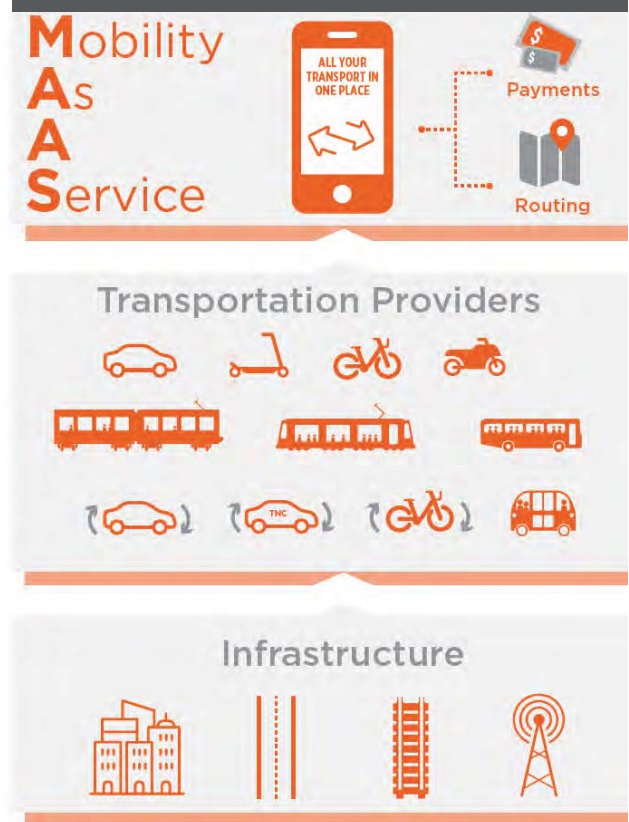 Mobility
As
A
Service
ALL YOUR
TRANSPORT IN
ONE PLACE
$
$
Payments
Routing
Transportation Providers
TNC
Infrastructure